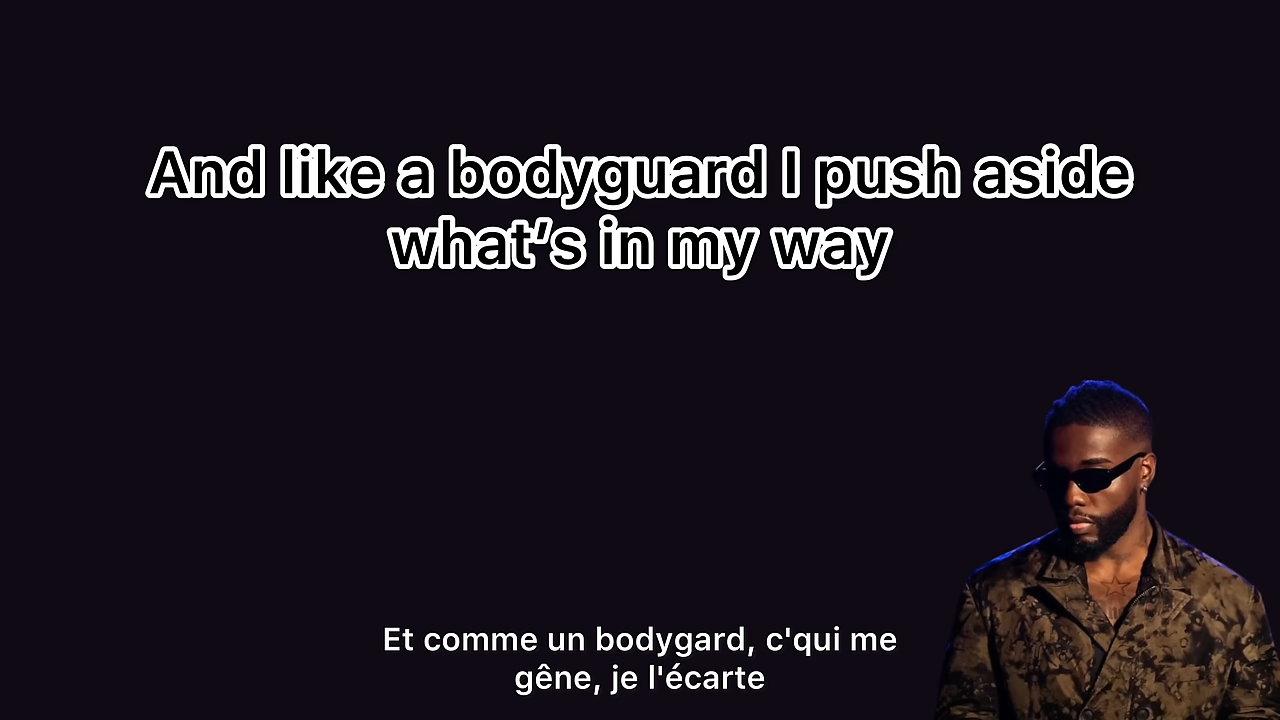 And like a bodyguard I push aside
what’s in my way
Et comme un bodygard, c'qui me
gêne, je l'écarte